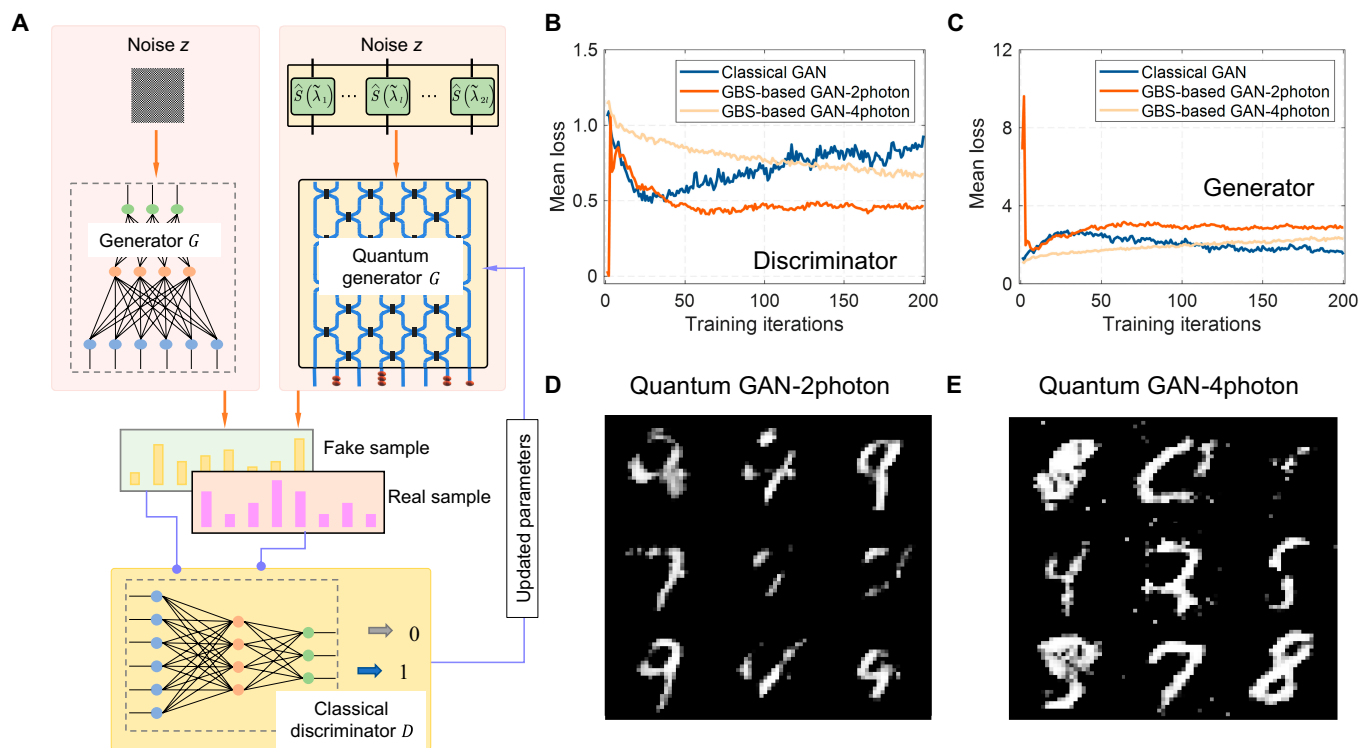 A
Noise z
Noise z
Ŝ(λ̃₁) ··· Ŝ(λ̃ₗ) ··· Ŝ(λ̃₂ₗ)
Generator G
Quantum
generator G
Fake sample
Real sample
Updated parameters
0
1
Classical
discriminator D
B
1.5
1.0
0.5
0
Mean loss
Classical GAN
GBS-based GAN-2photon
GBS-based GAN-4photon
Discriminator
0 50 100 150 200
Training iterations
C
12
8
4
0
Mean loss
Classical GAN
GBS-based GAN-2photon
GBS-based GAN-4photon
Generator
0 50 100 150 200
Training iterations
D
Quantum GAN-2photon
E
Quantum GAN-4photon